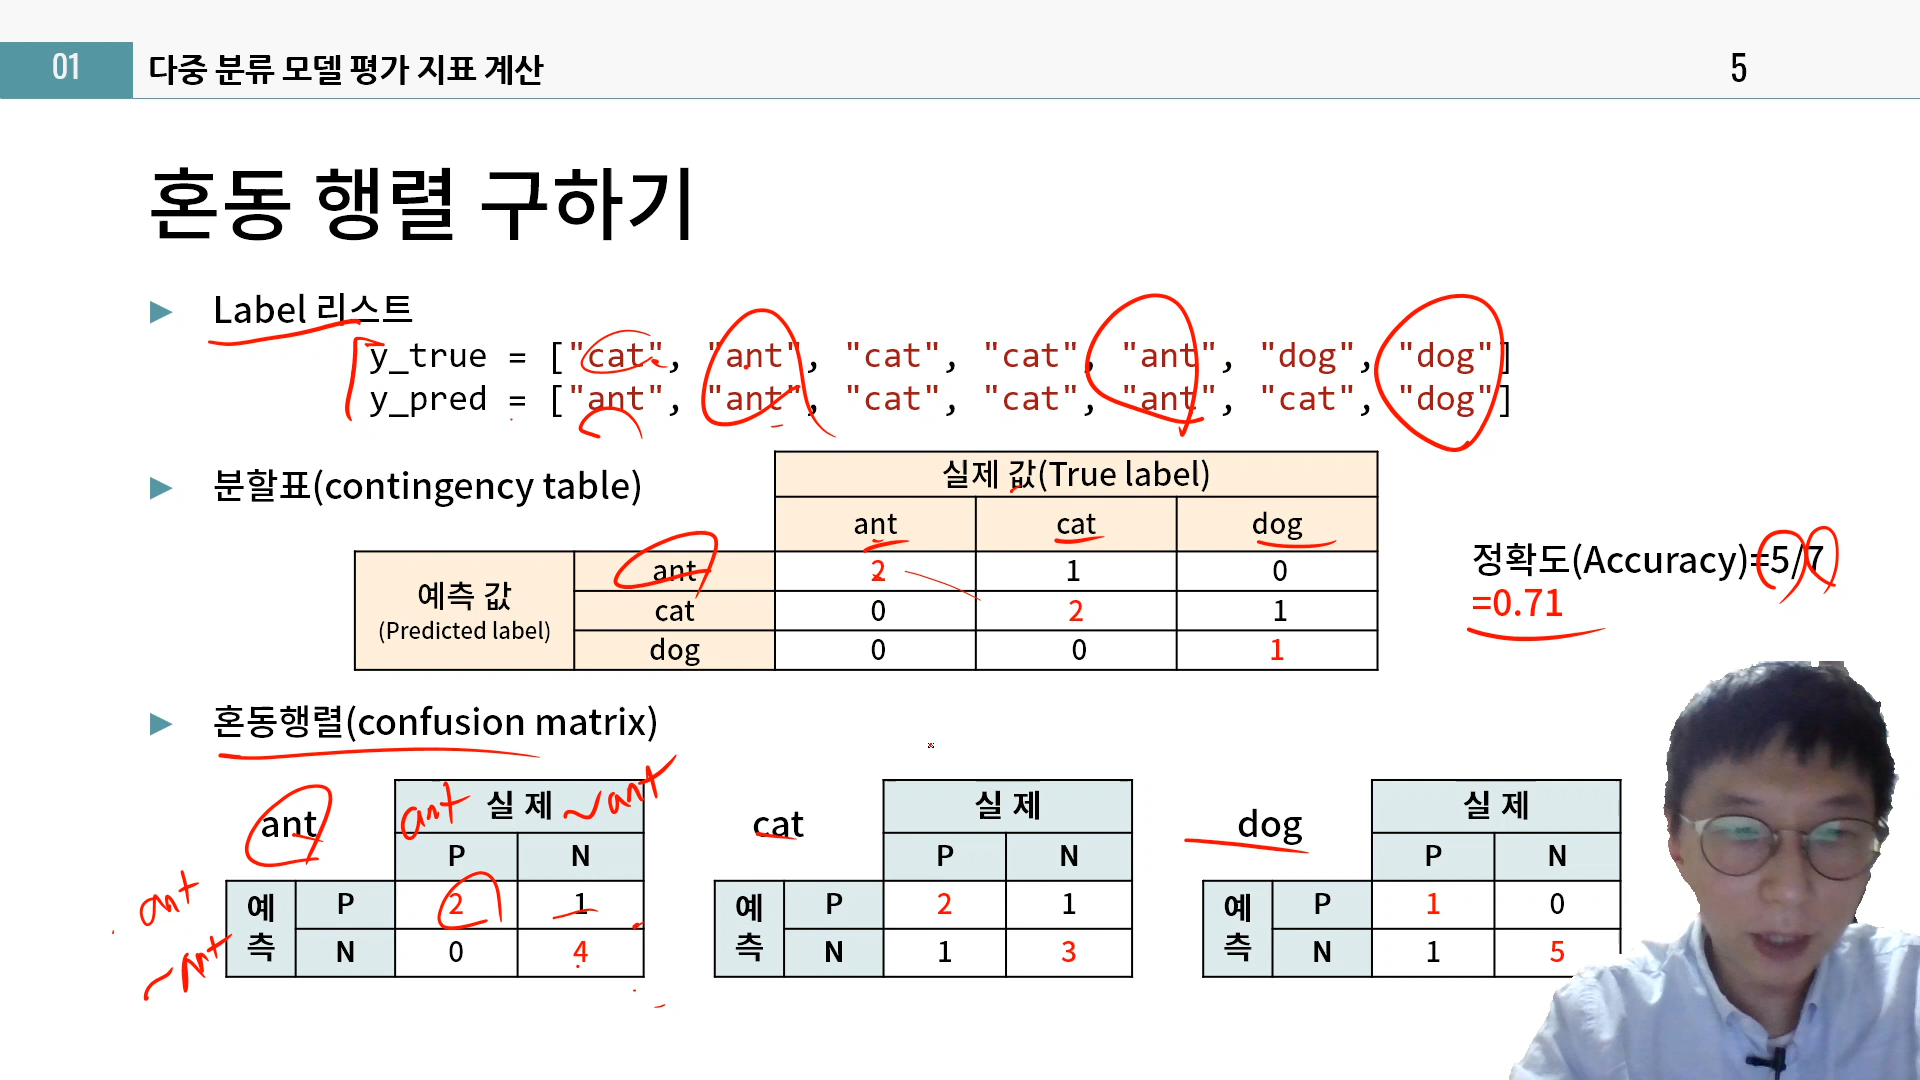 01 다중 분류 모델 평가 지표 계산 5
혼동 행렬 구하기
▶ Label 리스트
y_true = ["cat", "ant", "cat", "cat", "ant", "dog", "dog"]
y_pred = ["ant", "ant", "cat", "cat", "ant", "cat", "dog"]
▶ 분할표(contingency table)
실제 값(True label)
ant cat dog
예측 값
(Predicted label)
ant 2 1 0
cat 0 2 1
dog 0 0 1
정확도(Accuracy)=5/7
=0.71
▶ 혼동행렬(confusion matrix)
ant
ant 실 제 ~ant
P N
ant
~ant
예측
P 2 1
N 0 4
cat
실 제
P N
예측
P 2 1
N 1 3
dog
실 제
P N
예측
P 1 0
N 1 5